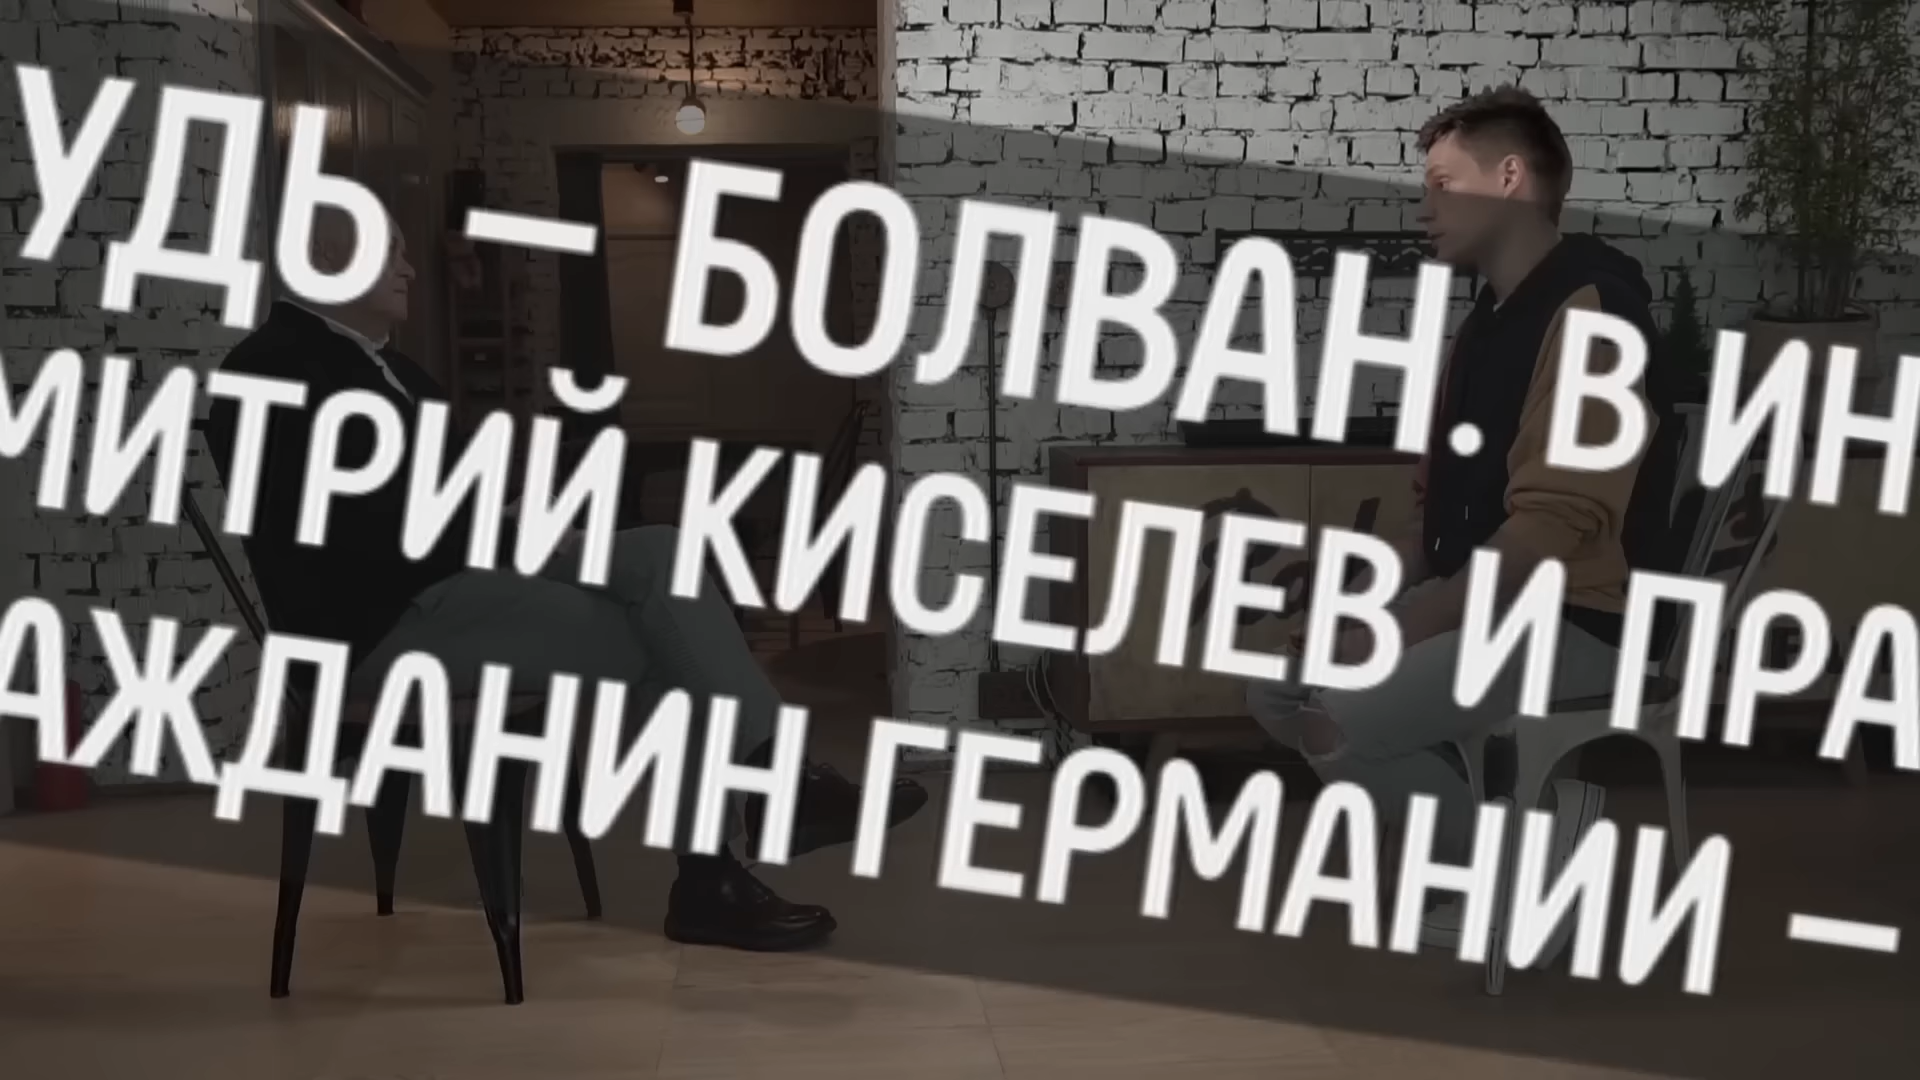 УДЬ – БОЛВАН. В ИН
МИТРИЙ КИСЕЛЕВ И ПРА
АЖДАНИН ГЕРМАНИИ –